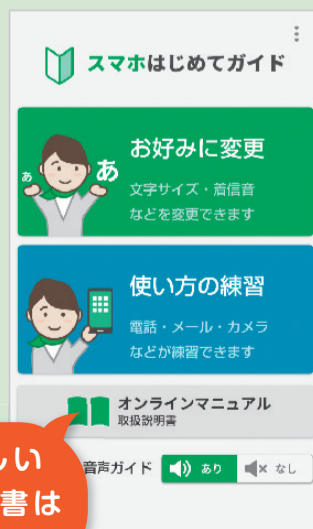 スマホはじめてガイド
あ
あ
お好みに変更
文字サイズ・着信音
などを変更できます
使い方の練習
電話・メール・カメラ
などが練習できます
オンラインマニュアル
取扱説明書
音声ガイド
あり
なし
しい
書は